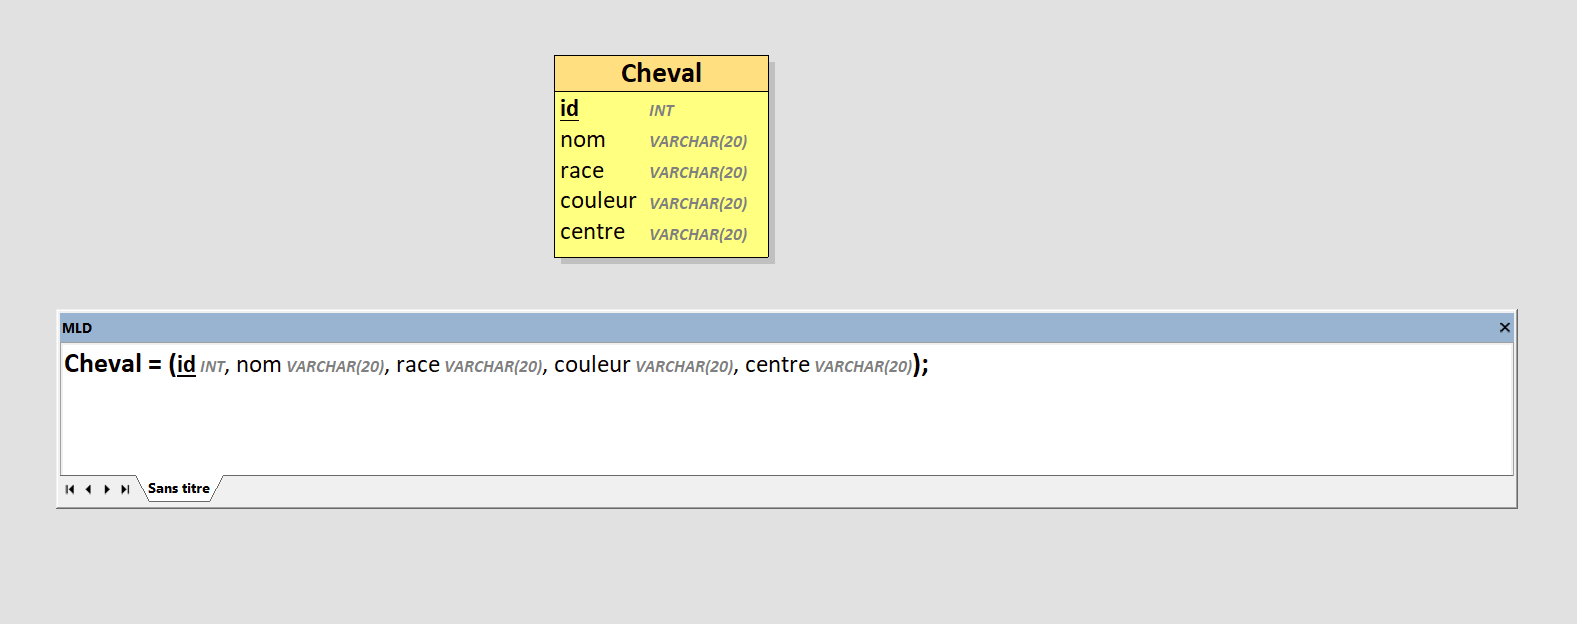 Cheval
id INT
nom VARCHAR(20)
race VARCHAR(20)
couleur VARCHAR(20)
centre VARCHAR(20)
MLD
Cheval = (id INT, nom VARCHAR(20), race VARCHAR(20), couleur VARCHAR(20), centre VARCHAR(20));
Sans titre